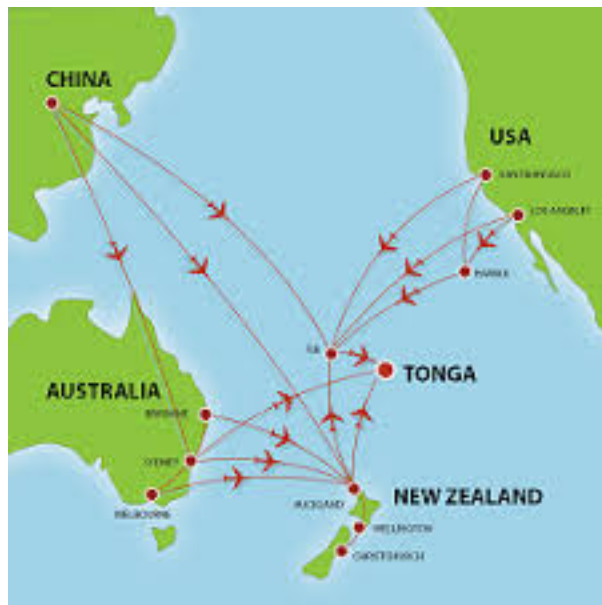 CHINA
USA
SAN FRANCISCO
LOS ANGELES
HAWAII
FIJI
TONGA
AUSTRALIA
BRISBANE
SYDNEY
MELBOURNE
AUCKLAND
NEW ZEALAND
WELLINGTON
CHRISTCHURCH